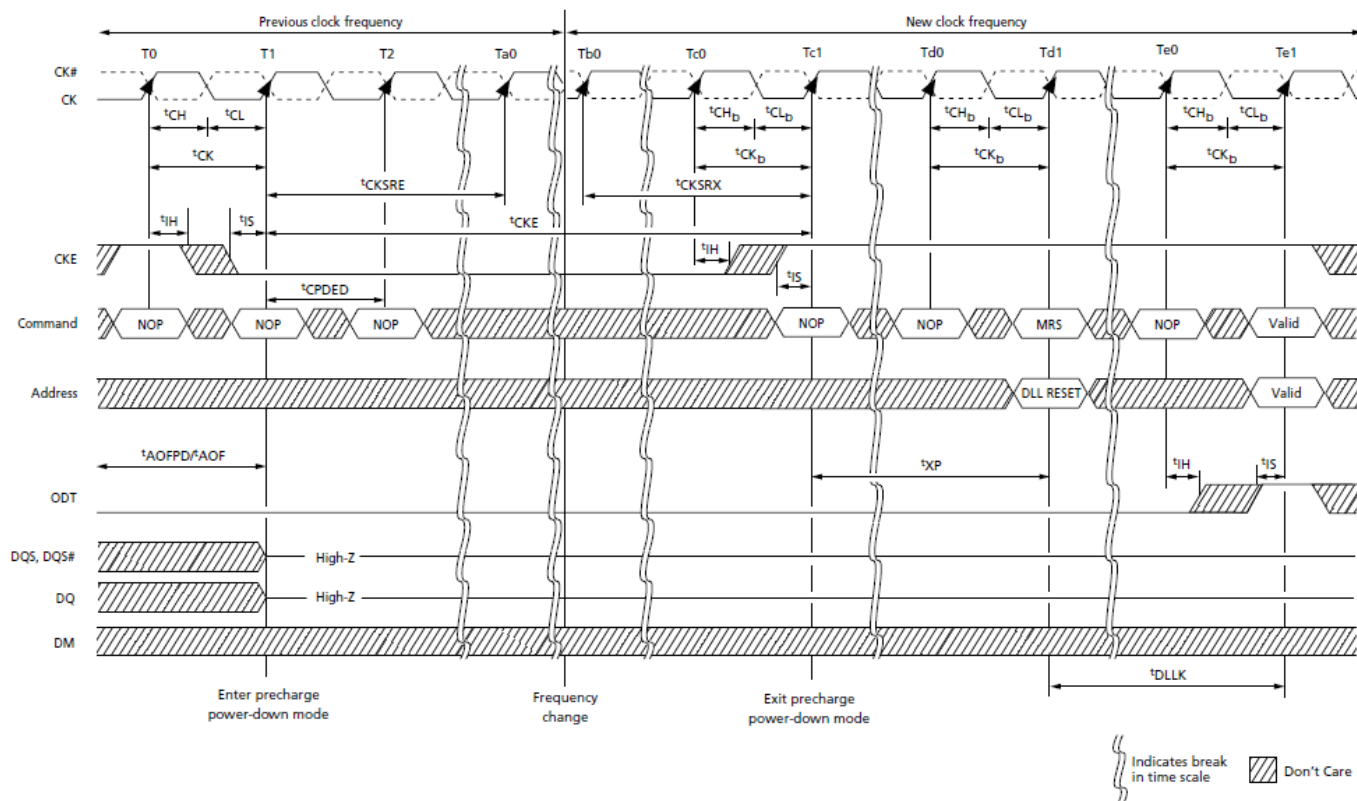 Previous clock frequency New clock frequency
T0 T1 T2 Ta0 Tb0 Tc0 Tc1 Td0 Td1 Te0 Te1
CK#
CK
tCH tCL tCHb tCLb tCHb tCLb tCHb tCLb
tCK tCKb tCKb tCKb
tCKSRE tCKSRX
tIH tIS tCKE
CKE tIH
tIS
tCPDED
Command NOP NOP NOP NOP NOP MRS NOP Valid
Address DLL RESET Valid
tAOFPD/tAOF tXP tIH tIS
ODT
DQS, DQS# High-Z
DQ High-Z
DM
tDLLK
Enter precharge Frequency Exit precharge
power-down mode change power-down mode
Indicates break
in time scale Don't Care